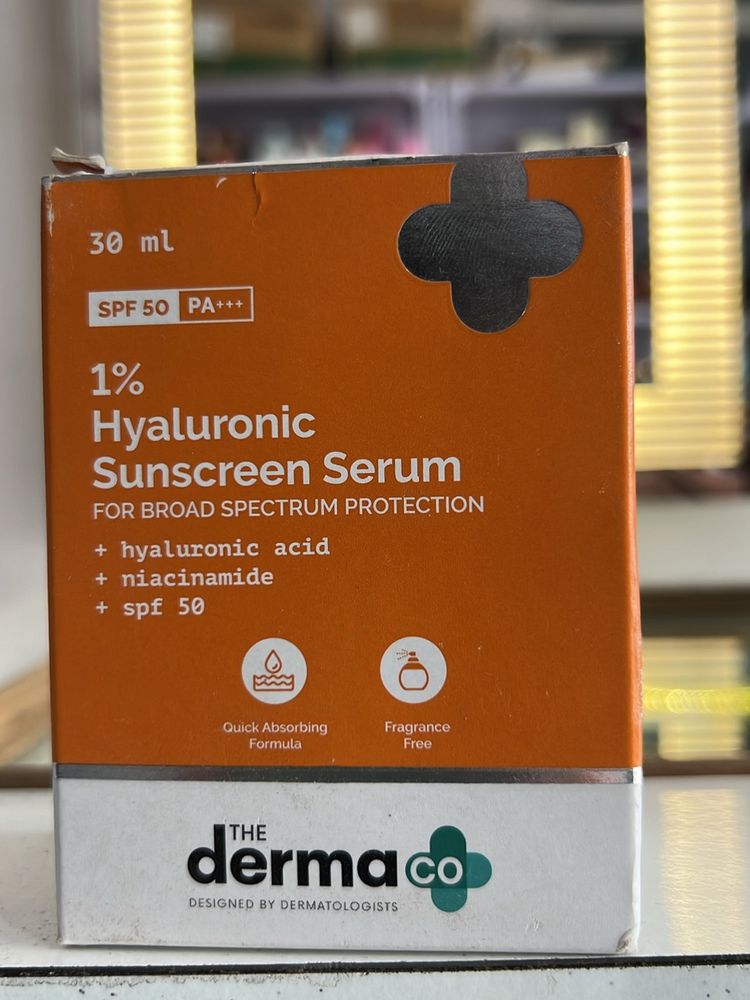 30 ml
SPF 50 PA+++
1%
Hyaluronic
Sunscreen Serum
FOR BROAD SPECTRUM PROTECTION
+ hyaluronic acid
+ niacinamide
+ spf 50
Quick Absorbing
Formula
Fragrance
Free
THE
derma co
DESIGNED BY DERMATOLOGISTS